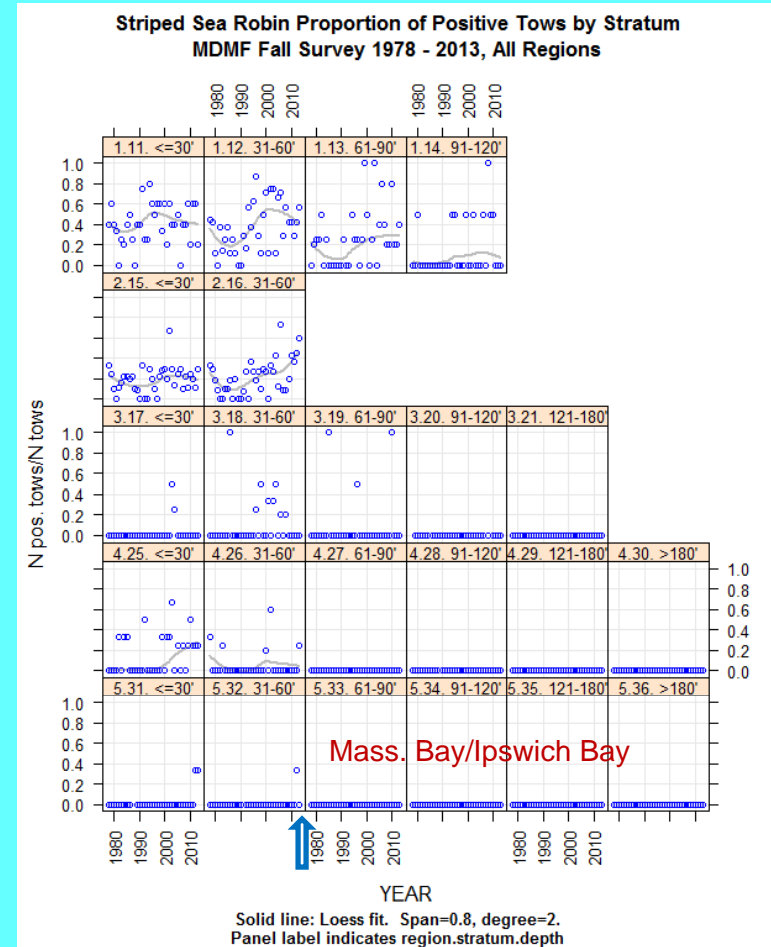 Striped Sea Robin Proportion of Positive Tows by Stratum
MDMF Fall Survey 1978 - 2013, All Regions
1980 1990 2000 2010 1980 1990 2000 2010
1.11. <=30' 1.12. 31-60' 1.13. 61-90' 1.14. 91-120'
1.0
0.8
0.6
0.4
0.2
0.0
2.15. <=30' 2.16. 31-60'
N pos. tows/N tows
3.17. <=30' 3.18. 31-60' 3.19. 61-90' 3.20. 91-120' 3.21. 121-180'
1.0
0.8
0.6
0.4
0.2
0.0
4.25. <=30' 4.26. 31-60' 4.27. 61-90' 4.28. 91-120' 4.29. 121-180' 4.30. >180'
1.0
0.8
0.6
0.4
0.2
0.0
5.31. <=30' 5.32. 31-60' 5.33. 61-90' 5.34. 91-120' 5.35. 121-180' 5.36. >180'
1.0
0.8
0.6
0.4
0.2
0.0
Mass. Bay/Ipswich Bay
1980 1990 2000 2010 1980 1990 2000 2010 1980 1990 2000 2010
YEAR
Solid line: Loess fit. Span=0.8, degree=2.
Panel label indicates region.stratum.depth